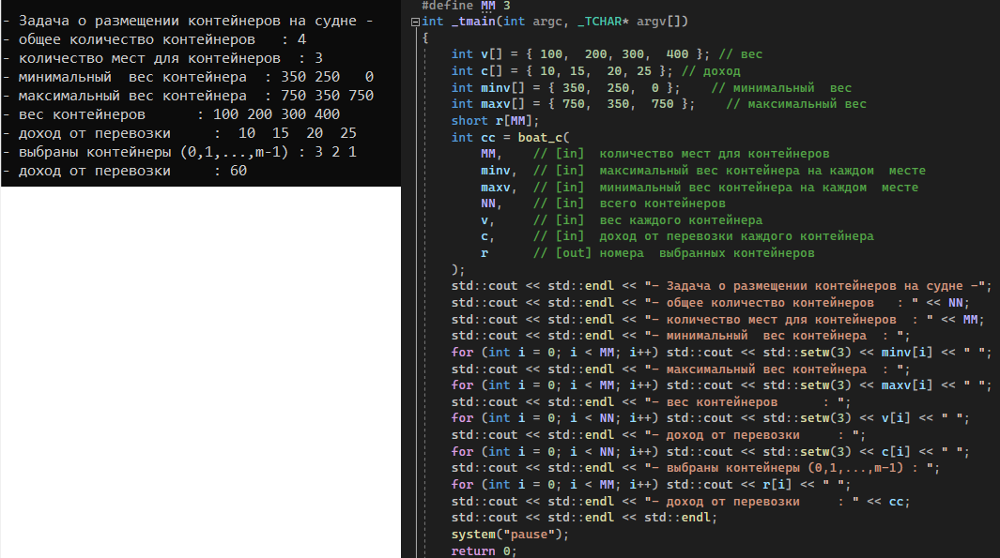 - Задача о размещении контейнеров на судне -
- общее количество контейнеров   : 4
- количество мест для контейнеров  : 3
- минимальный  вес контейнера  : 350 250   0
- максимальный вес контейнера  : 750 350 750
- вес контейнеров      : 100 200 300 400
- доход от перевозки     :  10  15  20  25
- выбраны контейнеры (0,1,...,m-1) : 3 2 1
- доход от перевозки     : 60
#define MM 3
int _tmain(int argc, _TCHAR* argv[])
{
    int v[] = { 100,  200, 300,  400 }; // вес
    int c[] = { 10, 15,  20, 25 }; // доход
    int minv[] = { 350,  250,  0 };    // минимальный  вес
    int maxv[] = { 750,  350,  750 };    // максимальный вес
    short r[MM];
    int cc = boat_c(
        MM,    // [in]  количество мест для контейнеров
        minv,  // [in]  максимальный вес контейнера на каждом  месте
        maxv,  // [in]  минимальный вес контейнера на каждом  месте
        NN,    // [in]  всего контейнеров
        v,     // [in]  вес каждого контейнера
        c,     // [in]  доход от перевозки каждого контейнера
        r      // [out] номера  выбранных контейнеров
    );
    std::cout << std::endl << "- Задача о размещении контейнеров на судне -";
    std::cout << std::endl << "- общее количество контейнеров   : " << NN;
    std::cout << std::endl << "- количество мест для контейнеров  : " << MM;
    std::cout << std::endl << "- минимальный  вес контейнера  : ";
    for (int i = 0; i < MM; i++) std::cout << std::setw(3) << minv[i] << " ";
    std::cout << std::endl << "- максимальный вес контейнера  : ";
    for (int i = 0; i < MM; i++) std::cout << std::setw(3) << maxv[i] << " ";
    std::cout << std::endl << "- вес контейнеров      : ";
    for (int i = 0; i < NN; i++) std::cout << std::setw(3) << v[i] << " ";
    std::cout << std::endl << "- доход от перевозки     : ";
    for (int i = 0; i < NN; i++) std::cout << std::setw(3) << c[i] << " ";
    std::cout << std::endl << "- выбраны контейнеры (0,1,...,m-1) : ";
    for (int i = 0; i < MM; i++) std::cout << r[i] << " ";
    std::cout << std::endl << "- доход от перевозки     : " << cc;
    std::cout << std::endl << std::endl;
    system("pause");
    return 0;